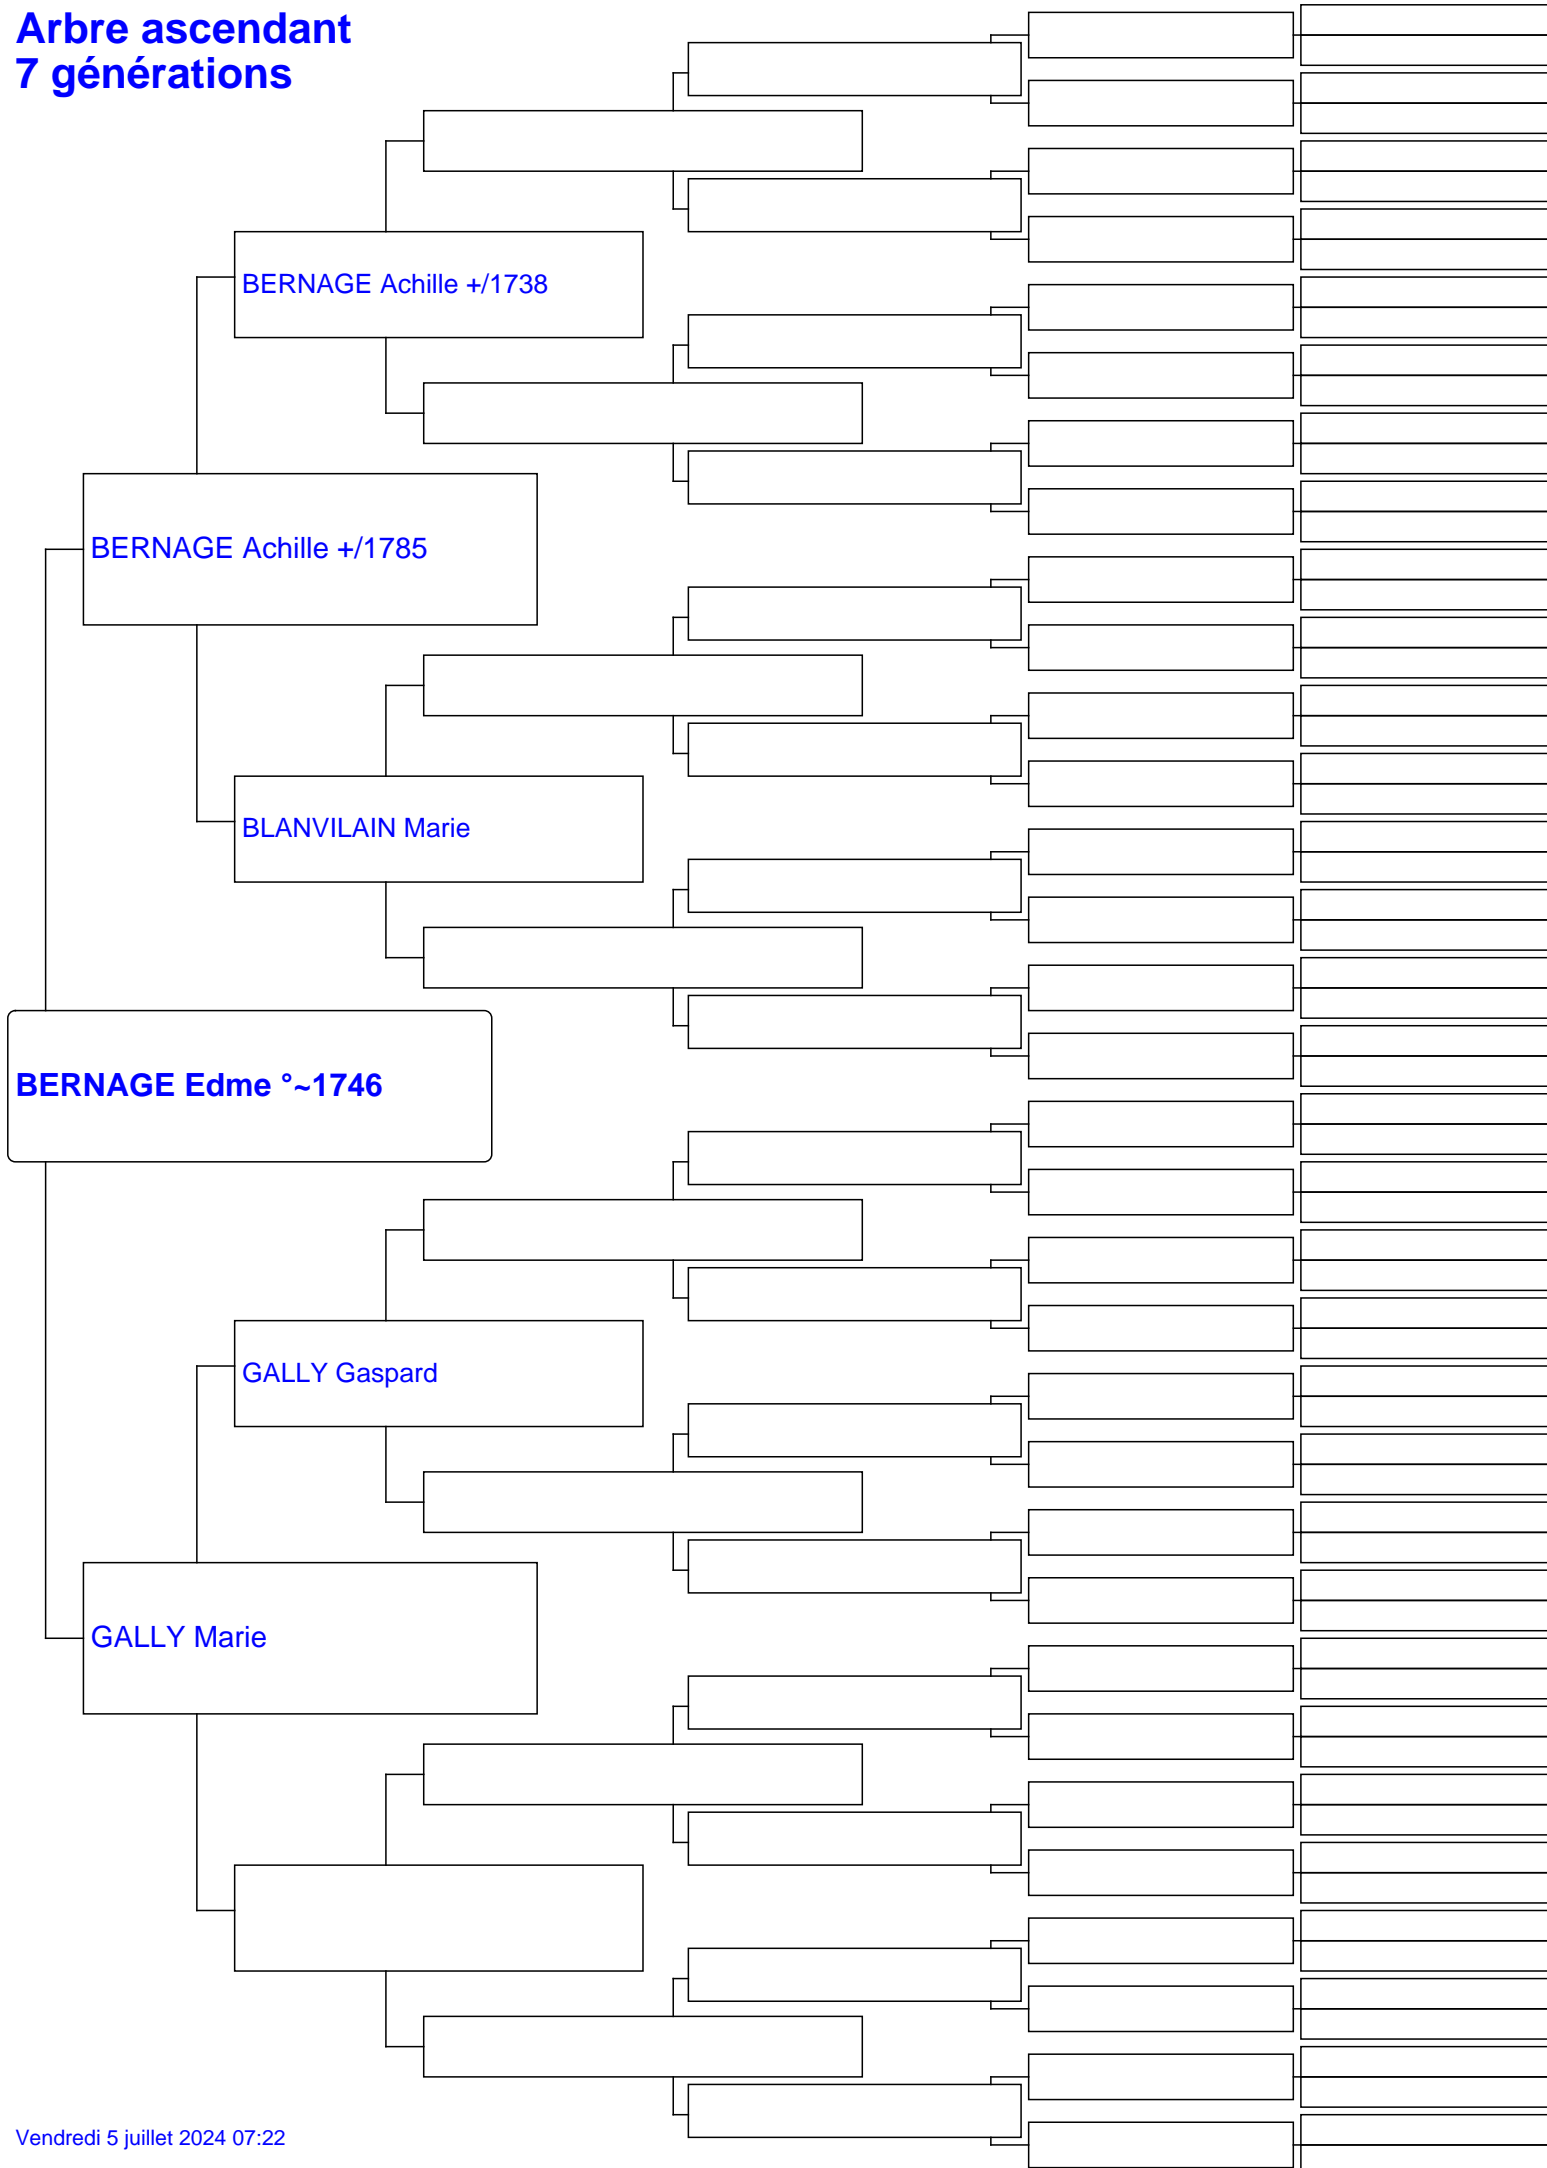 Arbre ascendant
7 générations
BERNAGE Achille +/1738
BERNAGE Achille +/1785
BLANVILAIN Marie
BERNAGE Edme °~1746
GALLY Gaspard
GALLY Marie
Vendredi 5 juillet 2024 07:22